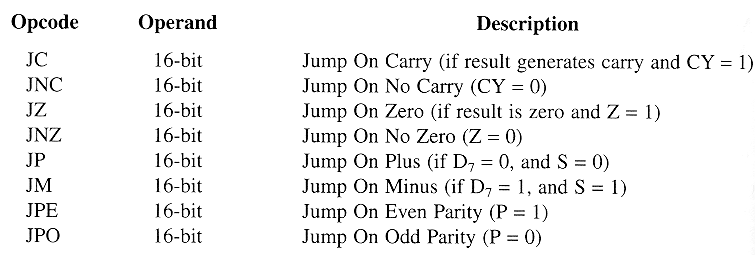 Opcode Operand Description
JC 16-bit Jump On Carry (if result generates carry and CY = 1)
JNC 16-bit Jump On No Carry (CY = 0)
JZ 16-bit Jump On Zero (if result is zero and Z = 1)
JNZ 16-bit Jump On No Zero (Z = 0)
JP 16-bit Jump On Plus (if D₇ = 0, and S = 0)
JM 16-bit Jump On Minus (if D₇ = 1, and S = 1)
JPE 16-bit Jump On Even Parity (P = 1)
JPO 16-bit Jump On Odd Parity (P = 0)